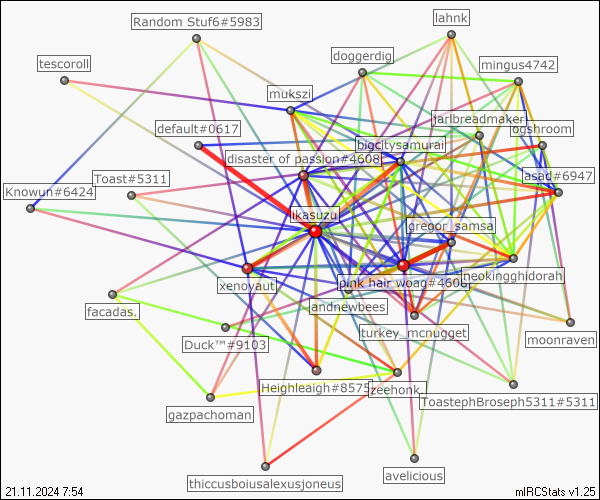 Random Stuf6#5983
lahnk
doggerdig
tescoroll
mingus4742
mukszi
jarlbreadmaker.
ogshroom
default#0617
bigcitysamurai
disaster of passion#4608
asad#6947
Toast#5311
Knowun#6424
ikasuzu
gregor_samsa
neokingghidorah
xenoyaut
pink hair woag#4608
andnewbees
facadas.
turkey_mcnugget
moonraven
Duck™#9103
Heighleaigh#8575
zeehonk_
ToastephBroseph5311#5311
gazpachoman
avelicious
thiccusboiusalexusjoneus
21.11.2024 7:54
mIRCStats v1.25